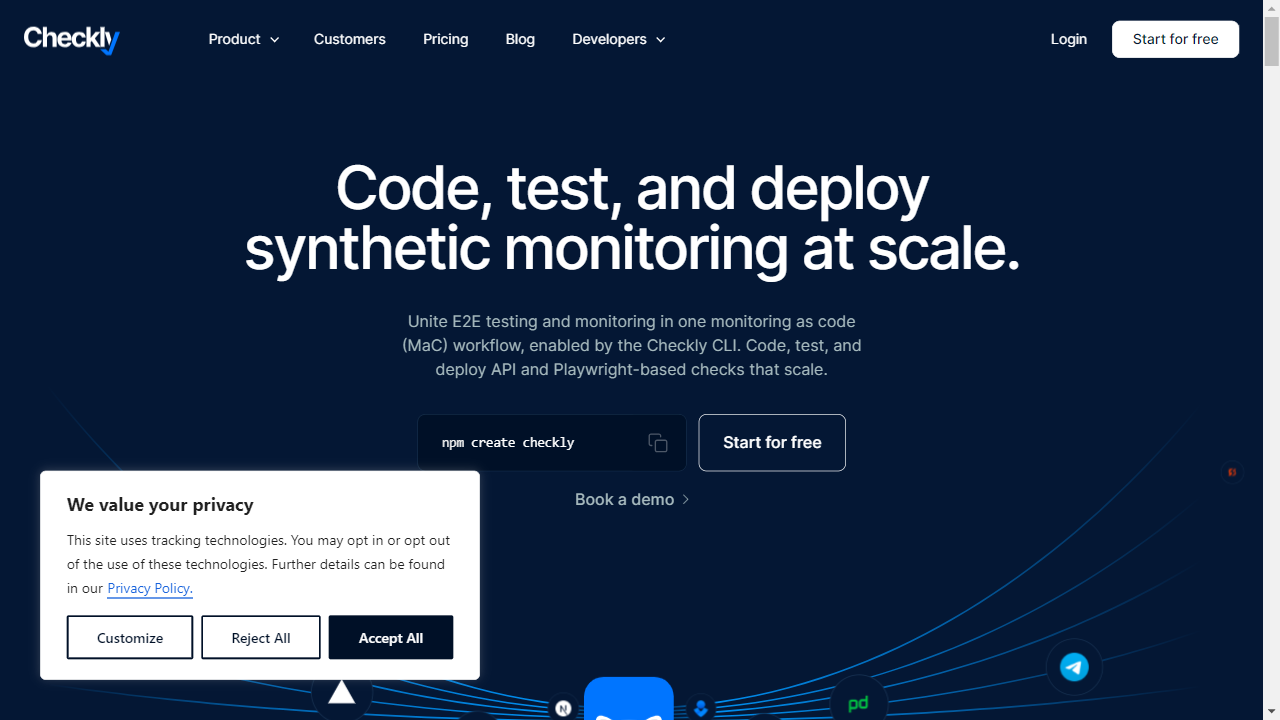 Checkly
Product
Customers
Pricing
Blog
Developers
Login
Start for free
Code, test, and deploy
synthetic monitoring at scale.
Unite E2E testing and monitoring in one monitoring as code
(MaC) workflow, enabled by the Checkly CLI. Code, test, and
deploy API and Playwright-based checks that scale.
npm create checkly
Start for free
Book a demo
We value your privacy
This site uses tracking technologies. You may opt in or opt out
of the use of these technologies. Further details can be found
in our Privacy Policy.
Customize
Reject All
Accept All
N
pd